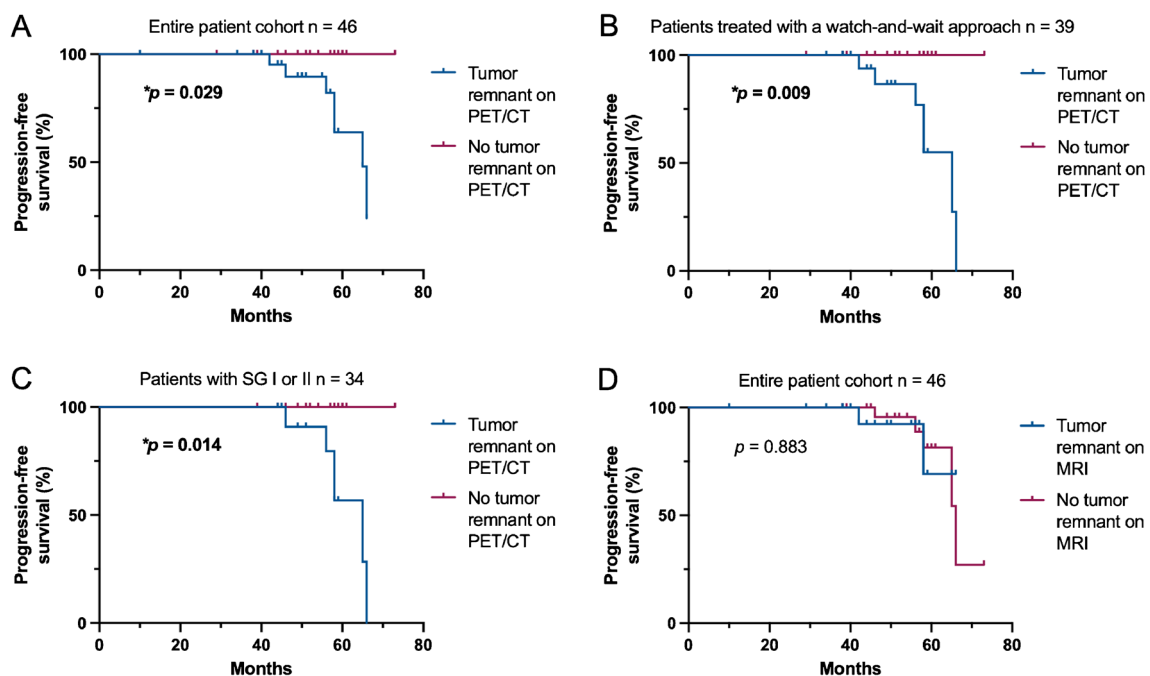 A
Entire patient cohort n = 46
Progression-free
survival (%)
100
50
0
*p = 0.029
0 20 40 60 80
Months
Tumor
remnant on
PET/CT
No tumor
remnant on
PET/CT
B
Patients treated with a watch-and-wait approach n = 39
Progression-free
survival (%)
100
50
0
*p = 0.009
0 20 40 60 80
Months
Tumor
remnant on
PET/CT
No tumor
remnant on
PET/CT
C
Patients with SG I or II n = 34
Progression-free
survival (%)
100
50
0
*p = 0.014
0 20 40 60 80
Months
Tumor
remnant on
PET/CT
No tumor
remnant on
PET/CT
D
Entire patient cohort n = 46
Progression-free
survival (%)
100
50
0
p = 0.883
0 20 40 60 80
Months
Tumor
remnant on
MRI
No tumor
remnant on
MRI